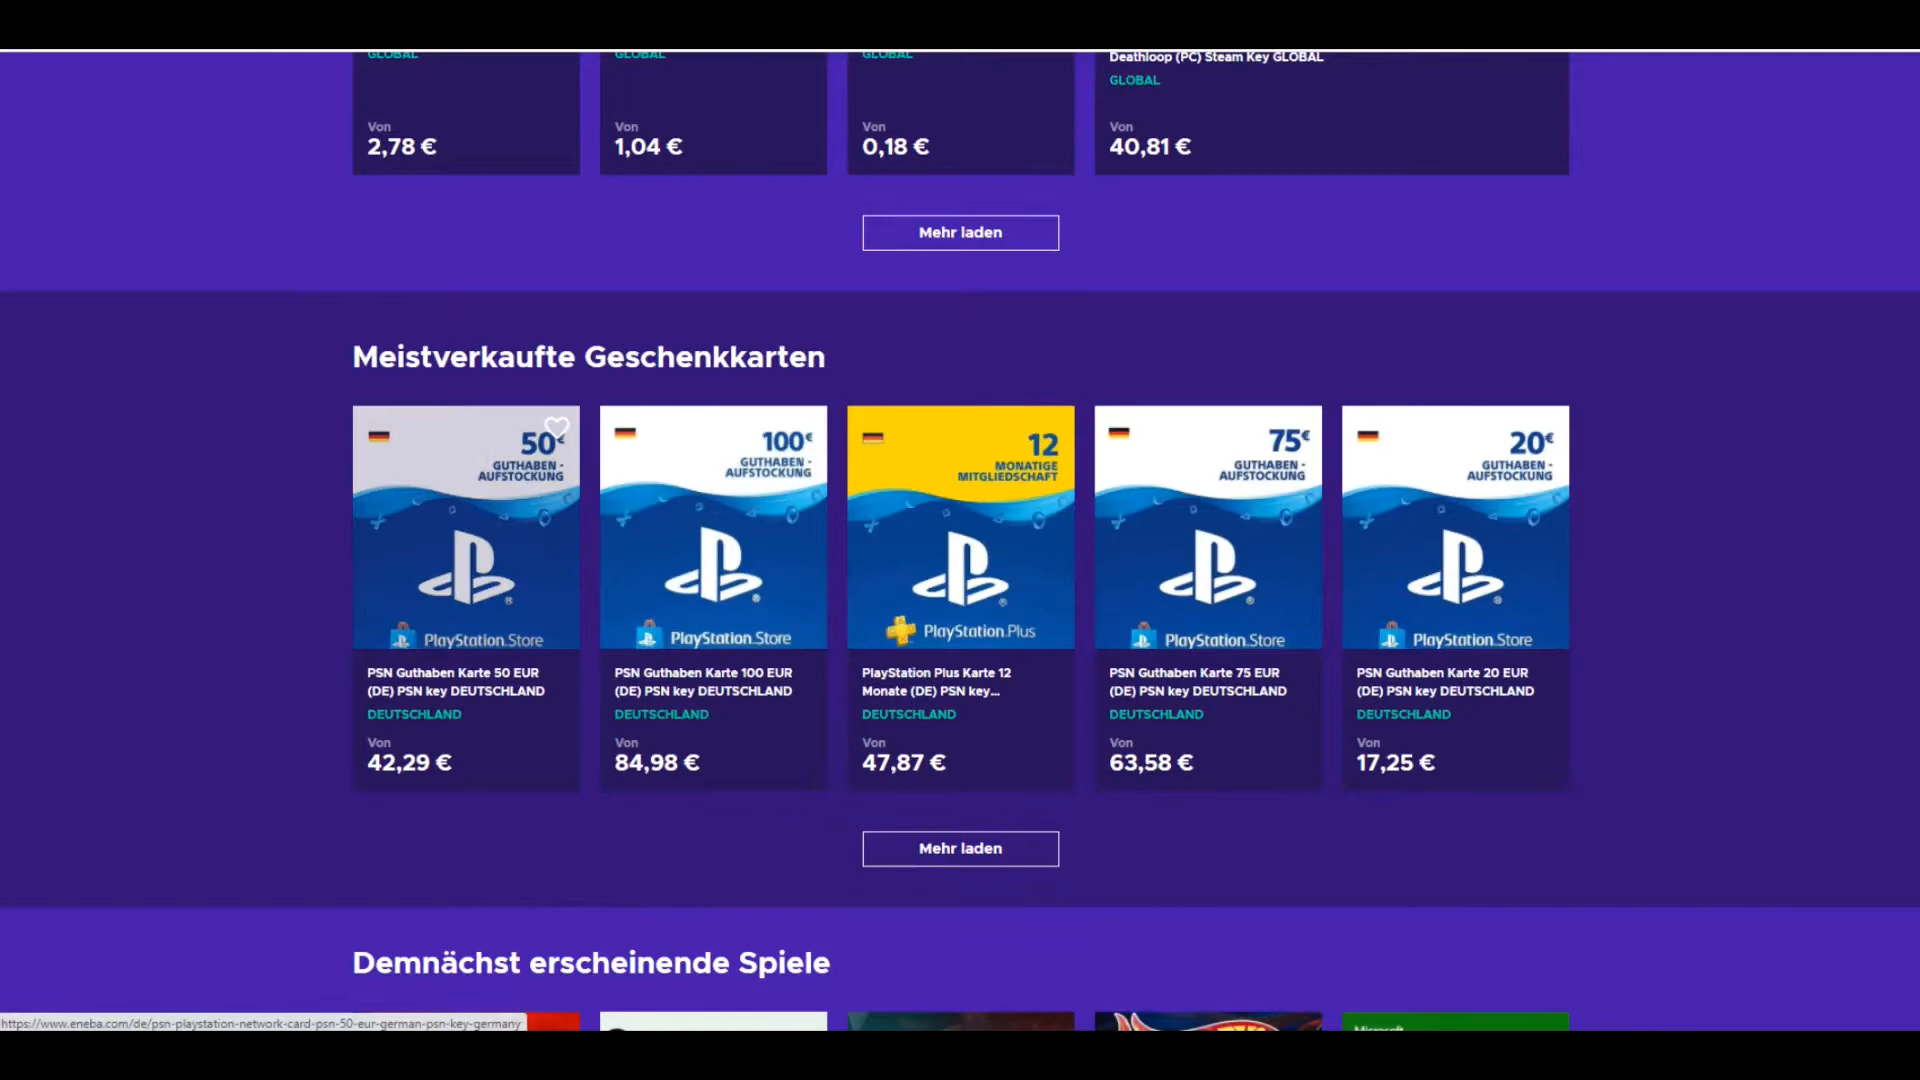 GLOBAL
GLOBAL
GLOBAL
Deathloop (PC) Steam Key GLOBAL
GLOBAL
Von
2,78 €
Von
1,04 €
Von
0,18 €
Von
40,81 €
Mehr laden
Meistverkaufte Geschenkkarten
50€
GUTHABEN -
AUFSTOCKUNG
PlayStation.Store
PSN Guthaben Karte 50 EUR
(DE) PSN key DEUTSCHLAND
DEUTSCHLAND
Von
42,29 €
100€
GUTHABEN -
AUFSTOCKUNG
PlayStation.Store
PSN Guthaben Karte 100 EUR
(DE) PSN key DEUTSCHLAND
DEUTSCHLAND
Von
84,98 €
12
MONATIGE
MITGLIEDSCHAFT
PlayStation.Plus
PlayStation Plus Karte 12
Monate (DE) PSN key...
DEUTSCHLAND
Von
47,87 €
75€
GUTHABEN -
AUFSTOCKUNG
PlayStation.Store
PSN Guthaben Karte 75 EUR
(DE) PSN key DEUTSCHLAND
DEUTSCHLAND
Von
63,58 €
20€
GUTHABEN -
AUFSTOCKUNG
PlayStation.Store
PSN Guthaben Karte 20 EUR
(DE) PSN key DEUTSCHLAND
DEUTSCHLAND
Von
17,25 €
Mehr laden
Demnächst erscheinende Spiele
https://www.eneba.com/de/psn-playstation-network-card-psn-50-eur-german-psn-key-germany
Microsoft